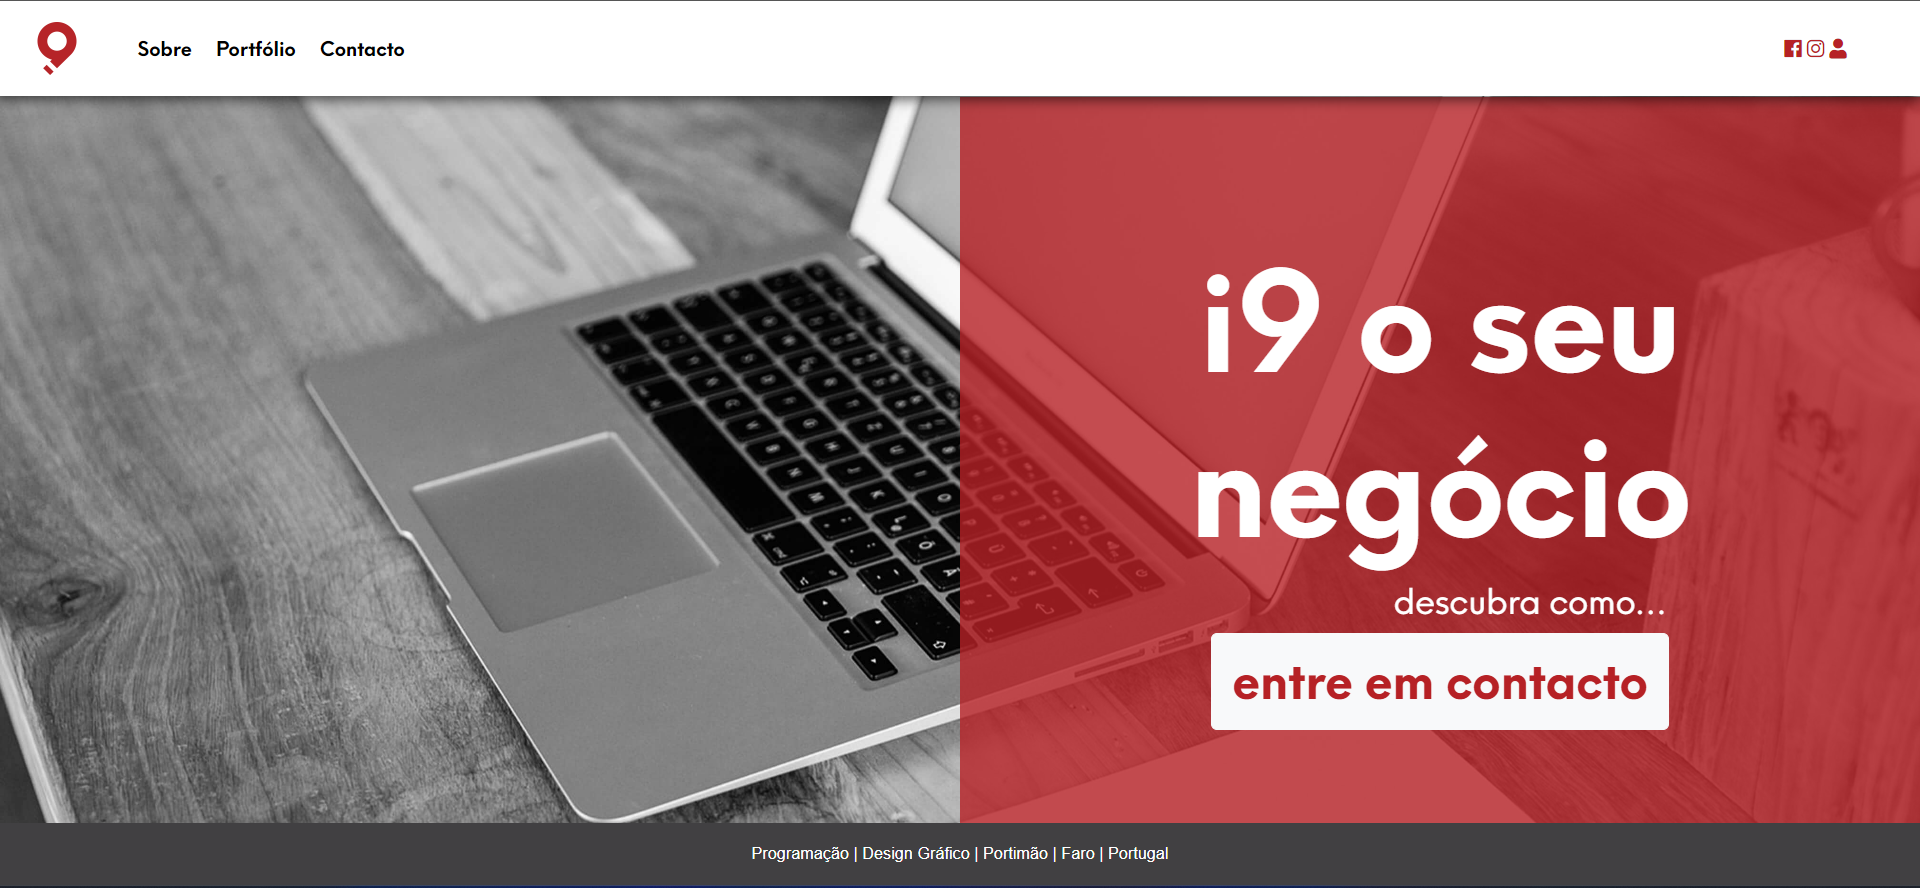 Sobre Portfólio Contacto
i9 o seu
negócio
descubra como...
entre em contacto
Programação | Design Gráfico | Portimão | Faro | Portugal